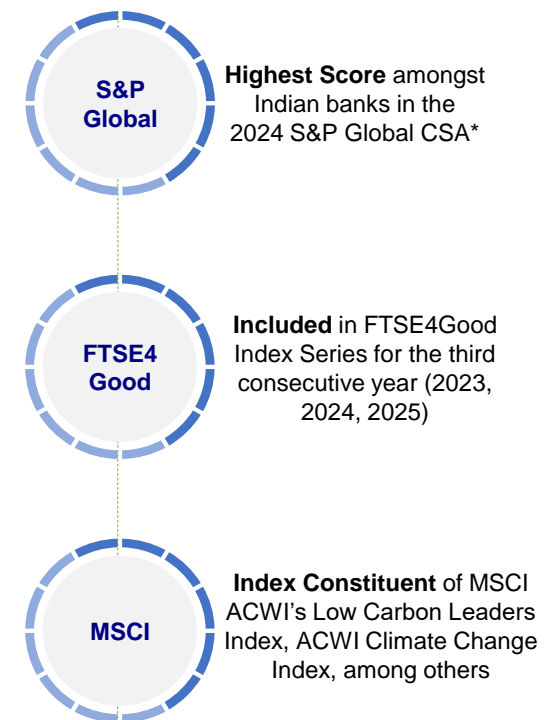 S&P
Global
Highest Score amongst
Indian banks in the
2024 S&P Global CSA*
FTSE4
Good
Included in FTSE4Good
Index Series for the third
consecutive year (2023,
2024, 2025)
MSCI
Index Constituent of MSCI
ACWI's Low Carbon Leaders
Index, ACWI Climate Change
Index, among others